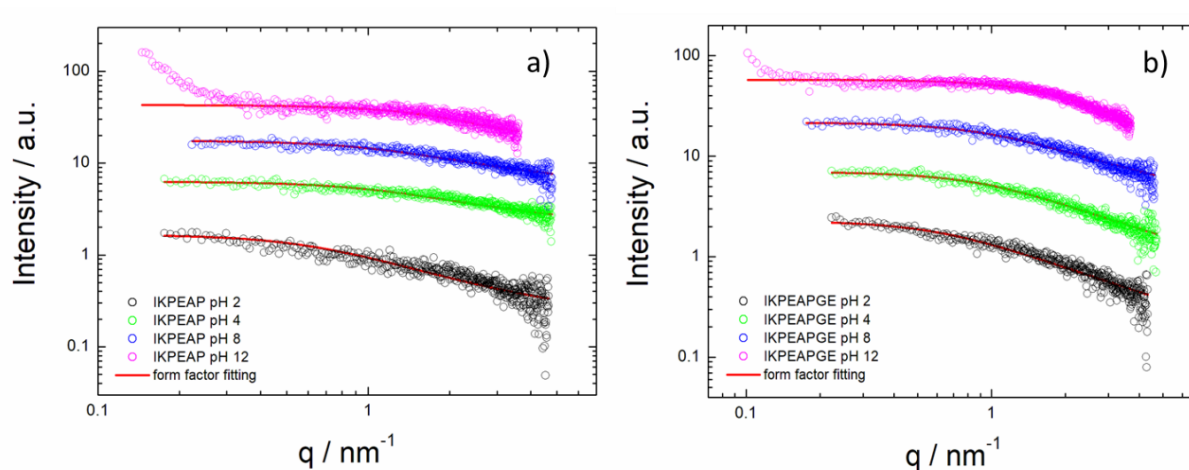 a)
Intensity / a.u.
100
10
1
0.1
IKPEAP pH 2
IKPEAP pH 4
IKPEAP pH 8
IKPEAP pH 12
form factor fitting
0.1
1
q / nm⁻¹
b)
Intensity / a.u.
100
10
1
0.1
IKPEAPGE pH 2
IKPEAPGE pH 4
IKPEAPGE pH 8
IKPEAPGE pH 12
form factor fitting
0.1
1
q / nm⁻¹